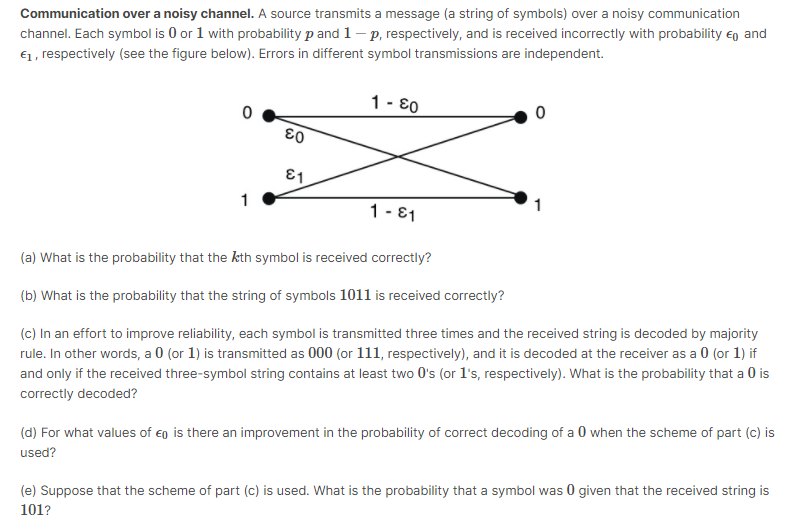 Communication over a noisy channel. A source transmits a message (a string of symbols) over a noisy communication
channel. Each symbol is 0 or 1 with probability p and 1 − p, respectively, and is received incorrectly with probability ϵ0 and
ϵ1, respectively (see the figure below). Errors in different symbol transmissions are independent.
1 - ε0
0
0
ε0
ε1
1
1
1 - ε1
(a) What is the probability that the kth symbol is received correctly?
(b) What is the probability that the string of symbols 1011 is received correctly?
(c) In an effort to improve reliability, each symbol is transmitted three times and the received string is decoded by majority
rule. In other words, a 0 (or 1) is transmitted as 000 (or 111, respectively), and it is decoded at the receiver as a 0 (or 1) if
and only if the received three-symbol string contains at least two 0's (or 1's, respectively). What is the probability that a 0 is
correctly decoded?
(d) For what values of ϵ0 is there an improvement in the probability of correct decoding of a 0 when the scheme of part (c) is
used?
(e) Suppose that the scheme of part (c) is used. What is the probability that a symbol was 0 given that the received string is
101?